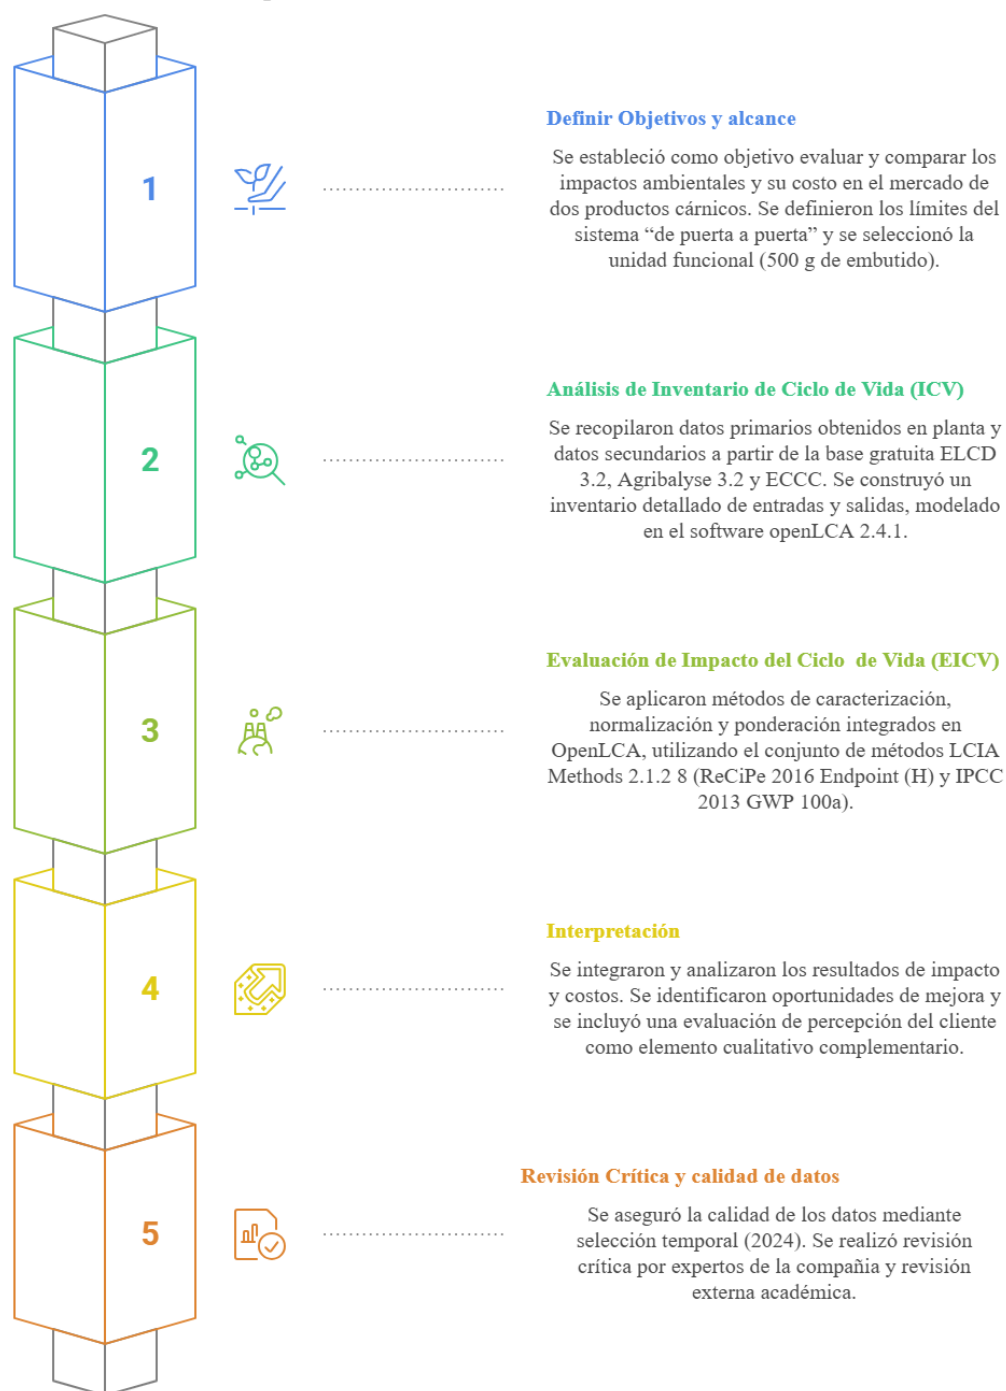 1
Definir Objetivos y alcance
Se estableció como objetivo evaluar y comparar los
impactos ambientales y su costo en el mercado de
dos productos cárnicos. Se definieron los límites del
sistema “de puerta a puerta” y se seleccionó la
unidad funcional (500 g de embutido).
2
Análisis de Inventario de Ciclo de Vida (ICV)
Se recopilaron datos primarios obtenidos en planta y
datos secundarios a partir de la base gratuita ELCD
3.2, Agribalyse 3.2 y ECCC. Se construyó un
inventario detallado de entradas y salidas, modelado
en el software openLCA 2.4.1.
3
Evaluación de Impacto del Ciclo de Vida (EICV)
Se aplicaron métodos de caracterización,
normalización y ponderación integrados en
OpenLCA, utilizando el conjunto de métodos LCIA
Methods 2.1.2 8 (ReCiPe 2016 Endpoint (H) y IPCC
2013 GWP 100a).
4
Interpretación
Se integraron y analizaron los resultados de impacto
y costos. Se identificaron oportunidades de mejora y
se incluyó una evaluación de percepción del cliente
como elemento cualitativo complementario.
5
Revisión Crítica y calidad de datos
Se aseguró la calidad de los datos mediante
selección temporal (2024). Se realizó revisión
crítica por expertos de la compañia y revisión
externa académica.